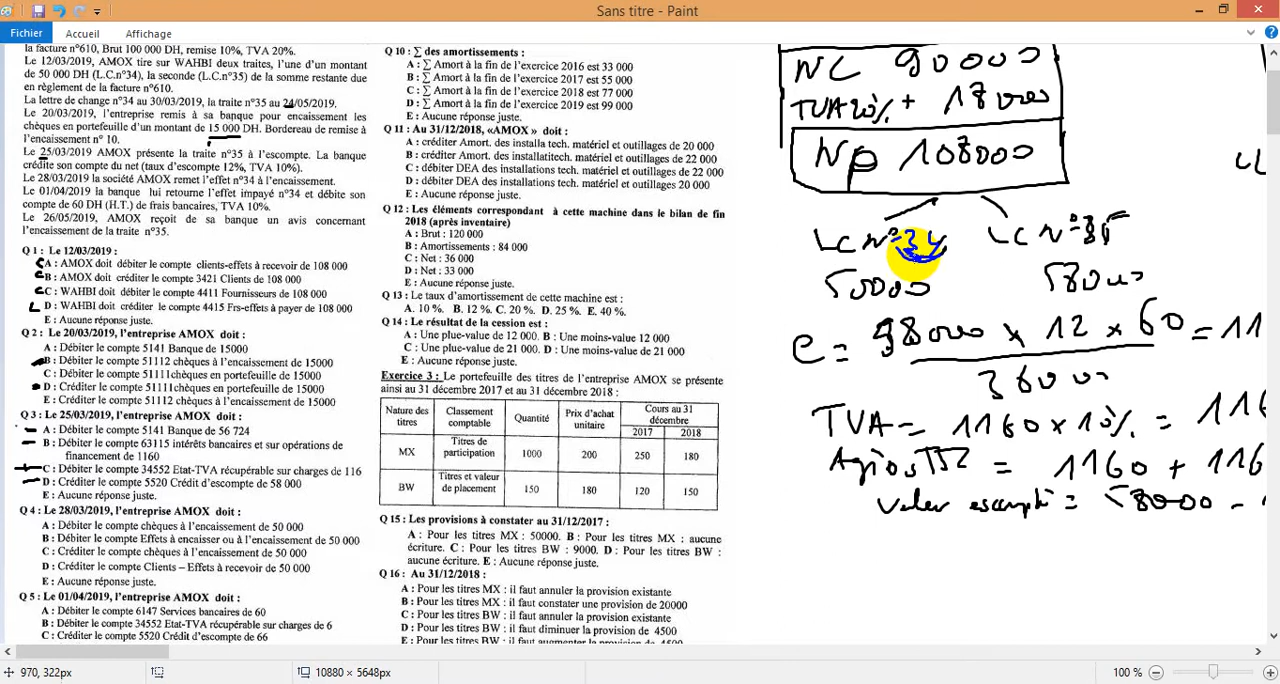 Sans titre - Paint
Fichier Accueil Affichage
la facture n°610, Brut 100 000 DH, remise 10%, TVA 20%.
Le 12/03/2019, AMOX tire sur WAHBI deux traites, l'une d'un montant
de 50 000 DH (L.C.n°34), la seconde (L.C.n°35) de la somme restante due
en règlement de la facture n°610.
La lettre de change n°34 au 30/03/2019, la traite n°35 au 24/05/2019.
Le 20/03/2019, l'entreprise remis à sa banque pour encaissement les
chèques en portefeuille d'un montant de 15 000 DH. Bordereau de remise à
l'encaissement n° 10.
Le 25/03/2019 AMOX présente la traite n°35 à l'escompte. La banque
crédite son compte du net (taux d'escompte 12%, TVA 10%).
Le 28/03/2019 la société AMOX remet l'effet n°34 à l'encaissement.
Le 01/04/2019 la banque lui retourne l'effet impayé n°34 et débite son
compte de 60 DH (H.T.) de frais bancaires, TVA 10%.
Le 26/05/2019, AMOX reçoit de sa banque un avis concernant
l'encaissement de la traite n°35.
Q 1 : Le 12/03/2019 :
A : AMOX doit débiter le compte clients-effets à recevoir de 108 000
B : AMOX doit créditer le compte 3421 Clients de 108 000
C : WAHBI doit débiter le compte 4411 Fournisseurs de 108 000
D : WAHBI doit créditer le compte 4415 Frs-effets à payer de 108 000
E : Aucune réponse juste.
Q 2 : Le 20/03/2019, l'entreprise AMOX doit :
A : Débiter le compte 5141 Banque de 15000
B : Débiter le compte 51112 chèques à l'encaissement de 15000
C : Débiter le compte 51111chèques en portefeuille de 15000
D : Créditer le compte 51111chèques en portefeuille de 15000
E : Créditer le compte 51112 chèques à l'encaissement de 15000
Q 3 : Le 25/03/2019, l'entreprise AMOX doit :
A : Débiter le compte 5141 Banque de 56 724
B : Débiter le compte 63115 intérêts bancaires et sur opérations de
financement de 1160
C : Débiter le compte 34552 Etat-TVA récupérable sur charges de 116
D : Créditer le compte 5520 Crédit d'escompte de 58 000
E : Aucune réponse juste.
Q 4 : Le 28/03/2019, l'entreprise AMOX doit :
A : Débiter le compte chèques à l'encaissement de 50 000
B : Débiter Effets à encaisser ou à l'encaissement de 50 000
C : Créditer le compte chèques à l'encaissement de 50 000
D : Créditer le compte Clients – Effets à recevoir de 50 000
E : Aucune réponse juste.
Q 5 : Le 01/04/2019, l'entreprise AMOX doit :
A : Débiter le compte 6147 Services bancaires de 60
B : Débiter le compte 34552 Etat-TVA récupérable sur charges de 6
C : Créditer le compte 5520 Crédit d'escompte de 66
Q 10 : ∑ des amortissements :
A : ∑ Amort à la fin de l'exercice 2016 est 33 000
B : ∑ Amort à la fin de l'exercice 2017 est 55 000
C : ∑ Amort à la fin de l'exercice 2018 est 77 000
D : ∑ Amort à la fin de l'exercice 2019 est 99 000
E : Aucune réponse juste.
Q 11 : Au 31/12/2018, «AMOX » doit :
A : créditer Amort. des installa tech. matériel et outillages de 20 000
B : créditer Amort. des installatitech. matériel et outillages de 22 000
C : débiter DEA des installations tech. matériel et outillages de 22 000
D : débiter DEA des installations tech. matériel et outillages de 20 000
E : Aucune réponse juste.
Q 12 : Les éléments correspondant à cette machine dans le bilan de fin
2018 (après inventaire)
A : Brut : 120 000
B : Amortissements : 84 000
C : Net : 36 000
D : Net : 33 000
E : Aucune réponse juste.
Q 13 : Le taux d'amortissement de cette machine est :
A. 10 %. B. 12 %. C. 20 %. D. 25 %. E. 40 %.
Q 14 : Le résultat de la cession est :
A : Une plus-value de 12 000. B : Une moins-value 12 000
C : Une plus-value de 21 000. D : Une moins-value de 21 000
E : Aucune réponse juste.
Exercice 3 : Le portefeuille des titres de l'entreprise AMOX se présente
ainsi au 31 décembre 2017 et au 31 décembre 2018 :
Nature des titres Classement comptable Quantité Prix d'achat unitaire Cours au 31 décembre
2017 2018
MX Titres de participation 1000 200 250 180
BW Titres et valeur de placement 150 180 120 150
Q 15 : Les provisions à constater au 31/12/2017 :
A : Pour les titres MX : 50000. B : Pour les titres MX : aucune
écriture. C : Pour les titres BW : 9000. D : Pour les titres BW :
aucune écriture. E : Aucune réponse juste.
Q 16 : Au 31/12/2018 :
A : Pour les titres MX : il faut annuler la provision existante
B : Pour les titres MX : il faut constater une provision de 20000
C : Pour les titres BW : il faut annuler la provision existante
D : Pour les titres BW : il faut diminuer la provision de 4500
E : Pour les titres BW : il faut augmenter la provision de 4500
NC 90000
TVA 20% + 18000
Np 108000
LC n° 34 LC n° 35
50000 58000
e = 58000 × 12 × 60 = 11
36000
TVA = 1160 × 10% = 116
Agios TTC = 1160 + 116
Valeur = 58000 -
970, 322px 10880 × 5648px 100 %